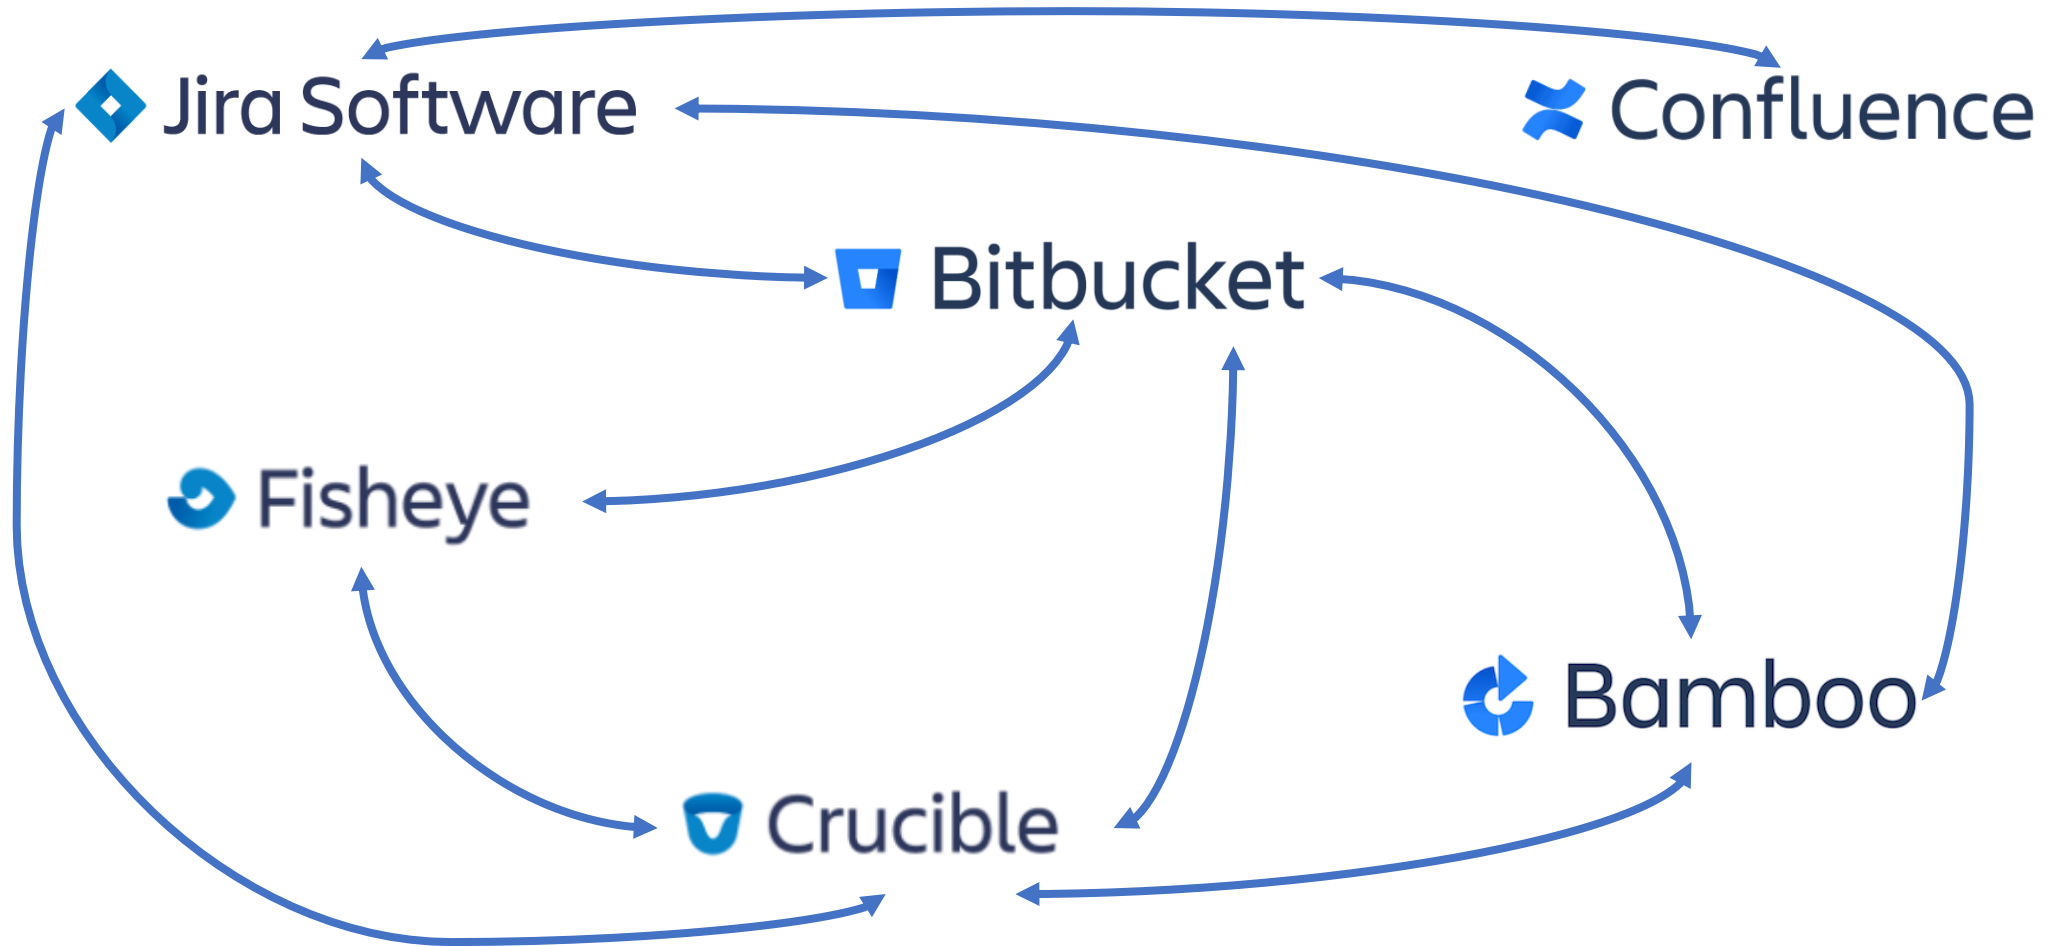 Jira Software
Confluence
Bitbucket
Fisheye
Bamboo
Crucible